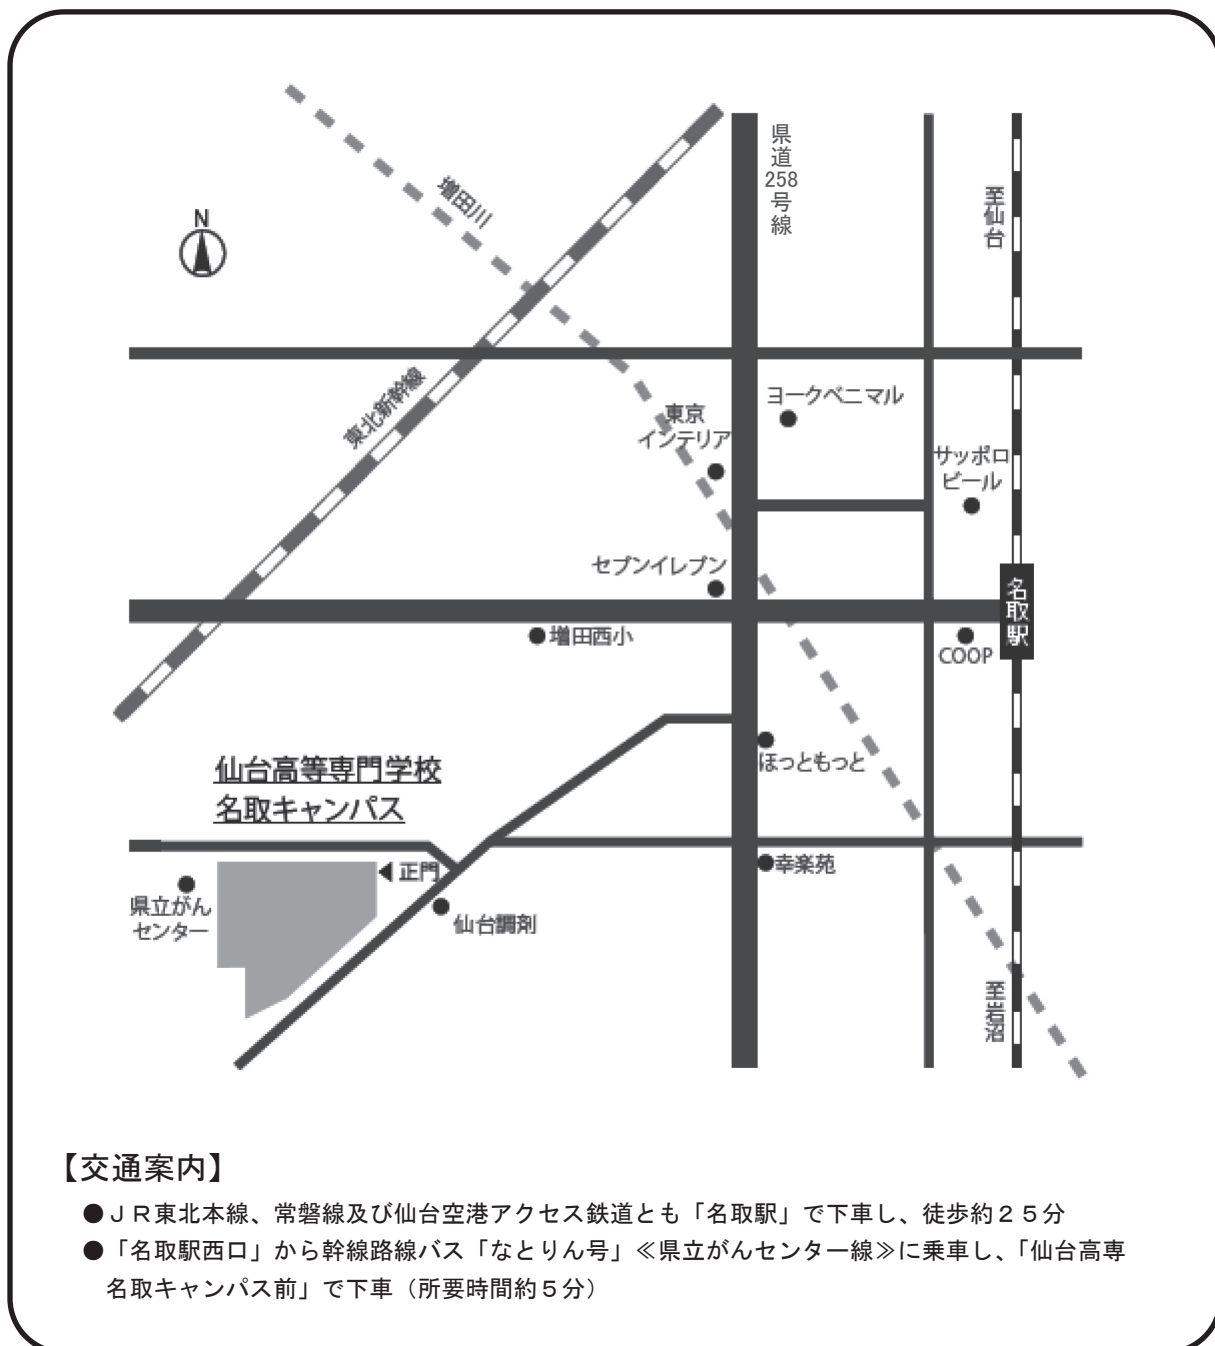 県道258号線
増田川
至仙台
N
東北新幹線
ヨークベニマル
東京
インテリア
サッポロ
ビール
セブンイレブン
名取駅
増田西小
COOP
仙台高等専門学校
名取キャンパス
ほっともっと
正門
幸楽苑
県立がん
センター
仙台調剤
至岩沼
【交通案内】
●ＪＲ東北本線、常磐線及び仙台空港アクセス鉄道とも「名取駅」で下車し、徒歩約２５分
●「名取駅西口」から幹線路線バス「なとりん号」≪県立がんセンター線≫に乗車し、「仙台高専
名取キャンパス前」で下車（所要時間約５分）